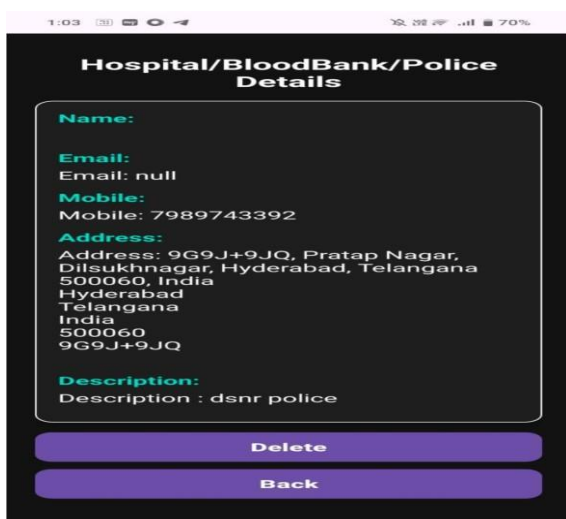 1:03 70%
Hospital/BloodBank/Police
Details
Name:
Email:
Email: null
Mobile:
Mobile: 7989743392
Address:
Address: 9G9J+9JQ, Pratap Nagar,
Dilsukhnagar, Hyderabad, Telangana
500060, India
Hyderabad
Telangana
India
500060
9G9J+9JQ
Description:
Description : dsnr police
Delete
Back